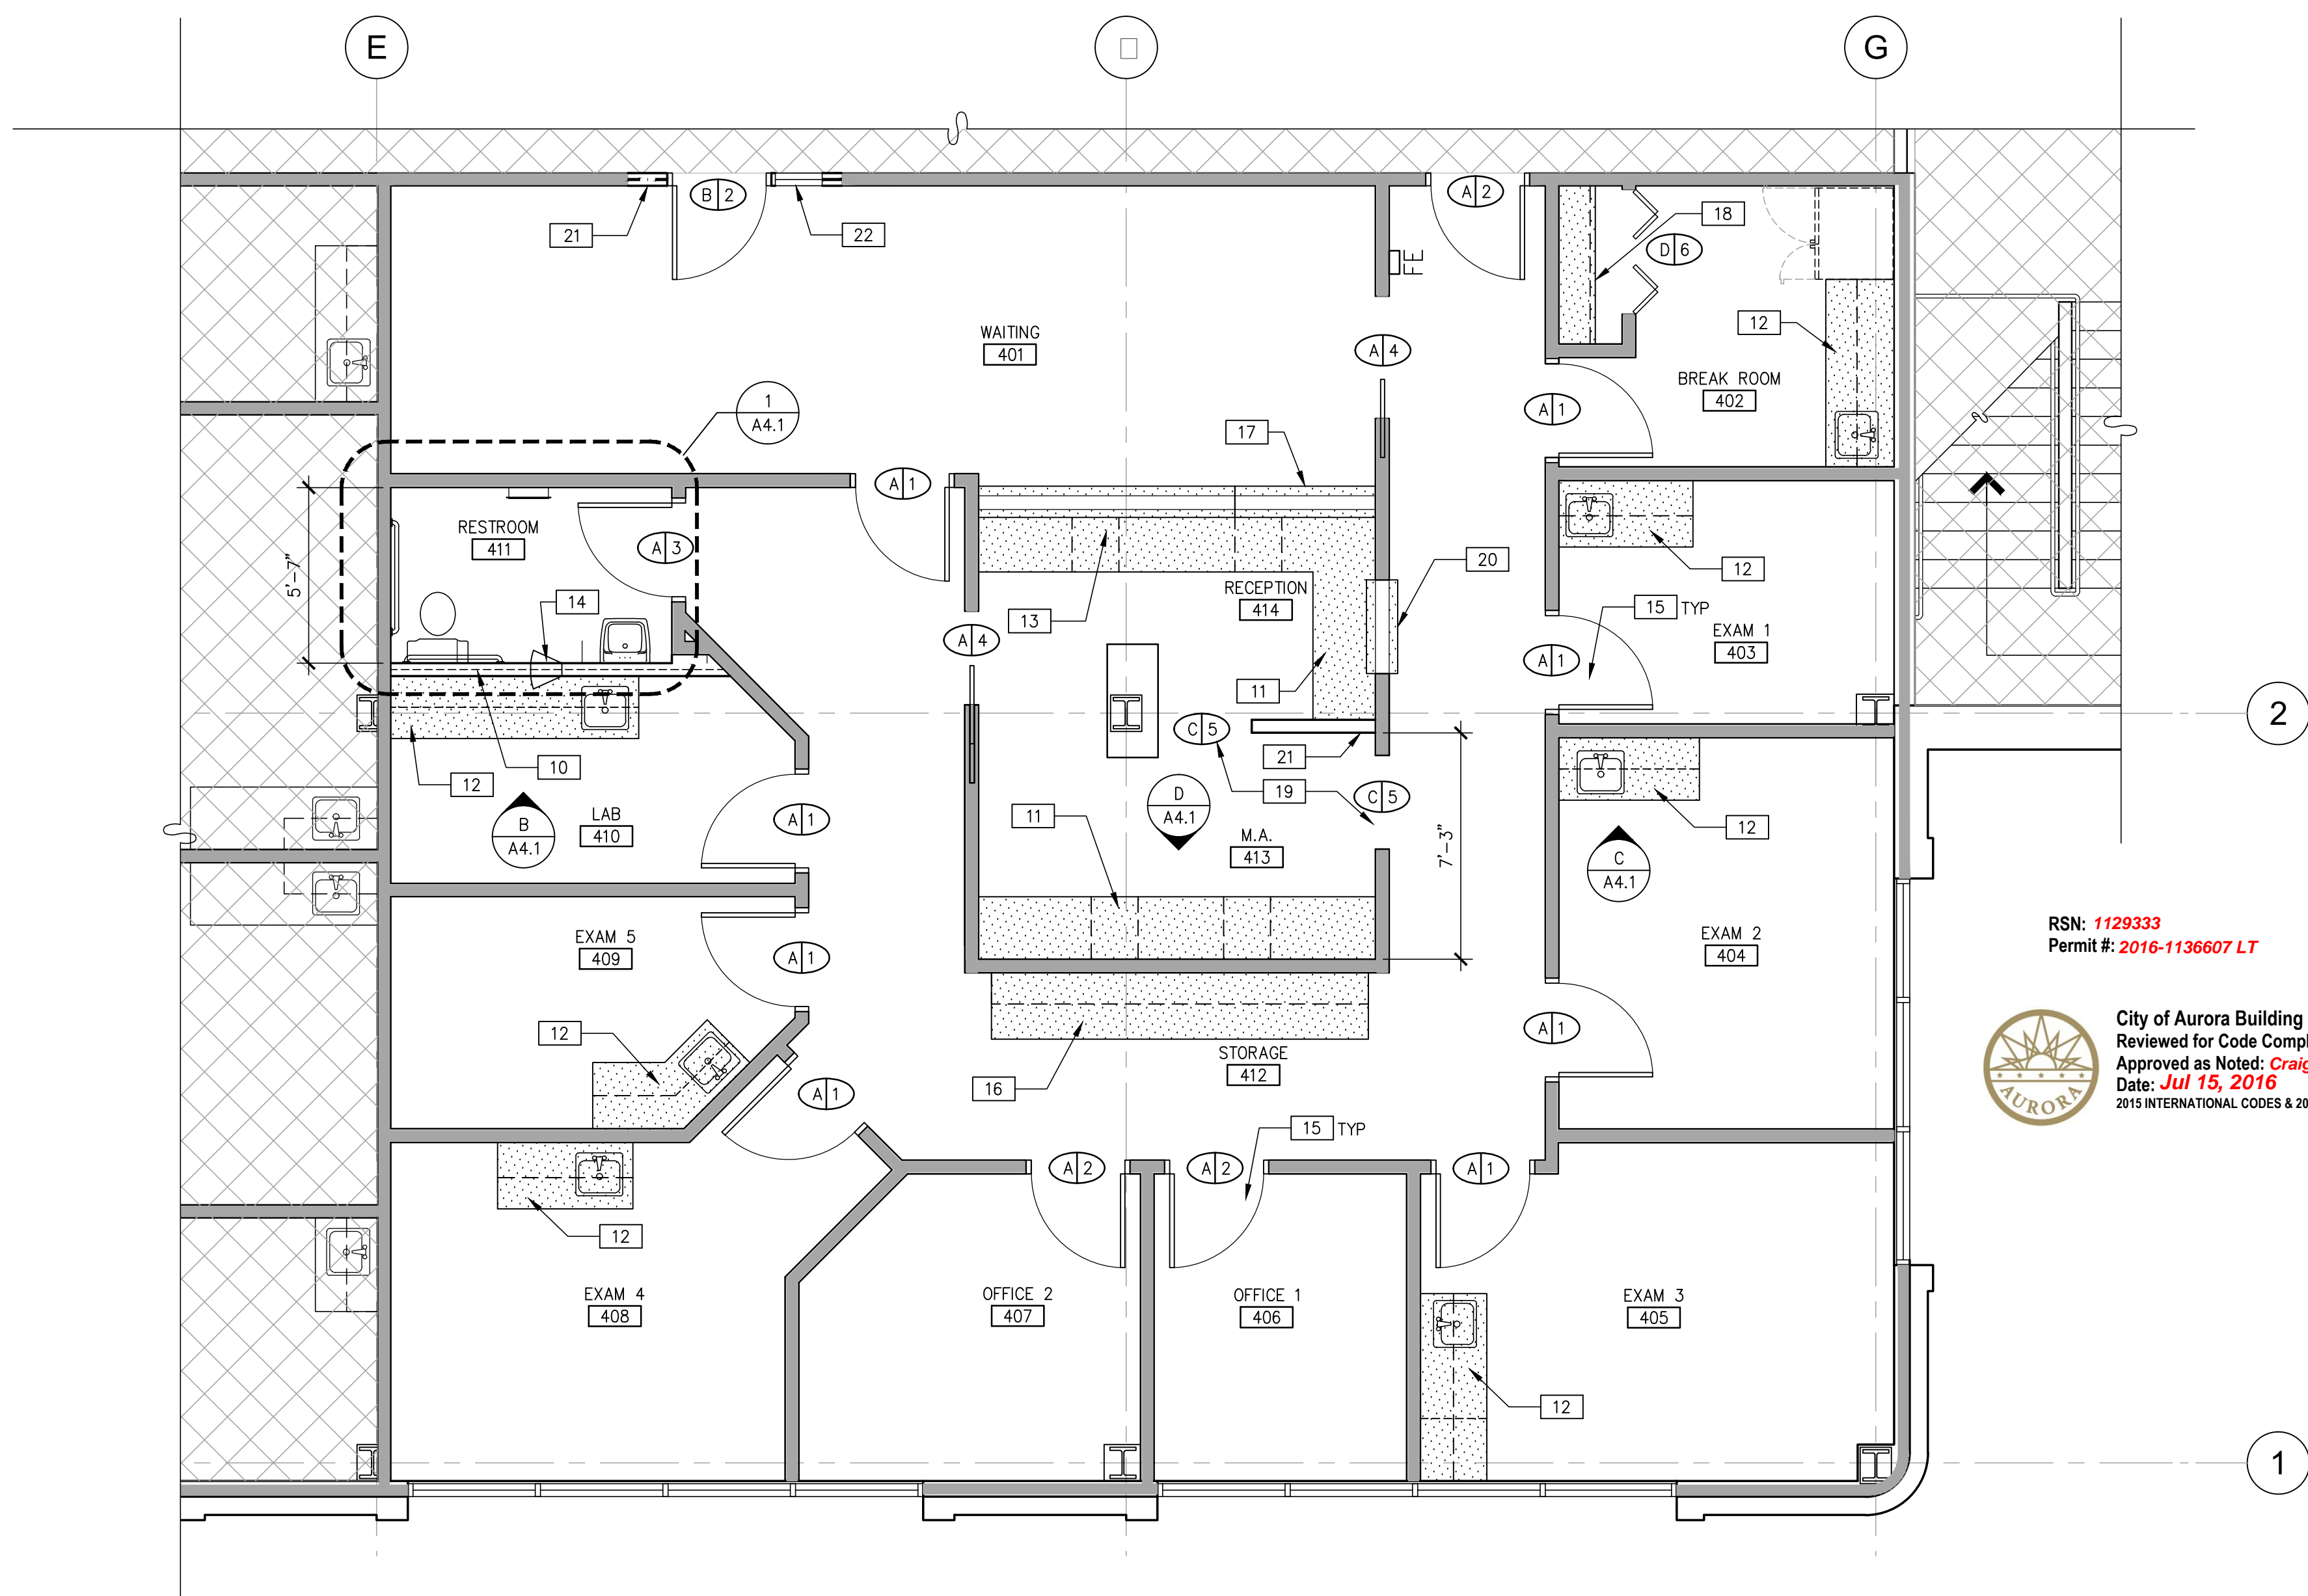 E
G
B 2
A 2
21
22
FE
18
D 6
12
WAITING
401
A 4
BREAK ROOM
402
1
A4.1
A 1
17
A 1
RESTROOM
411
A 3
5'-7"
14
13
RECEPTION
414
20
12
15 TYP
EXAM 1
403
A 4
A 1
11
2
C 5
21
10
12
19
C 5
D
A4.1
B
A4.1
LAB
410
A 1
11
M.A.
413
7'-3"
12
C
A4.1
EXAM 5
409
A 1
EXAM 2
404
RSN: 1129333
Permit #: 2016-1136607 LT
City of Aurora Building
Reviewed for Code Compl
Approved as Noted: Craig
Date: Jul 15, 2016
2015 INTERNATIONAL CODES & 20
AURORA
12
A 1
STORAGE
412
16
A 1
15 TYP
A 2
A 2
A 1
12
EXAM 4
408
OFFICE 2
407
OFFICE 1
406
EXAM 3
405
12
1